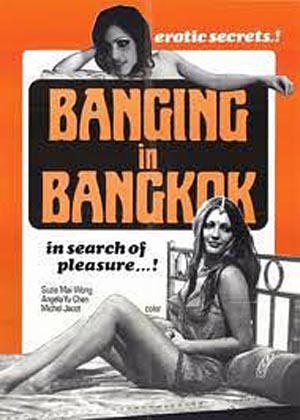 erotic secrets.!
BANGING
in
BANGKOK
in search of
pleasure...!
Suzie Mai Wong
Angela Yu Chen
Michel Jacot
color